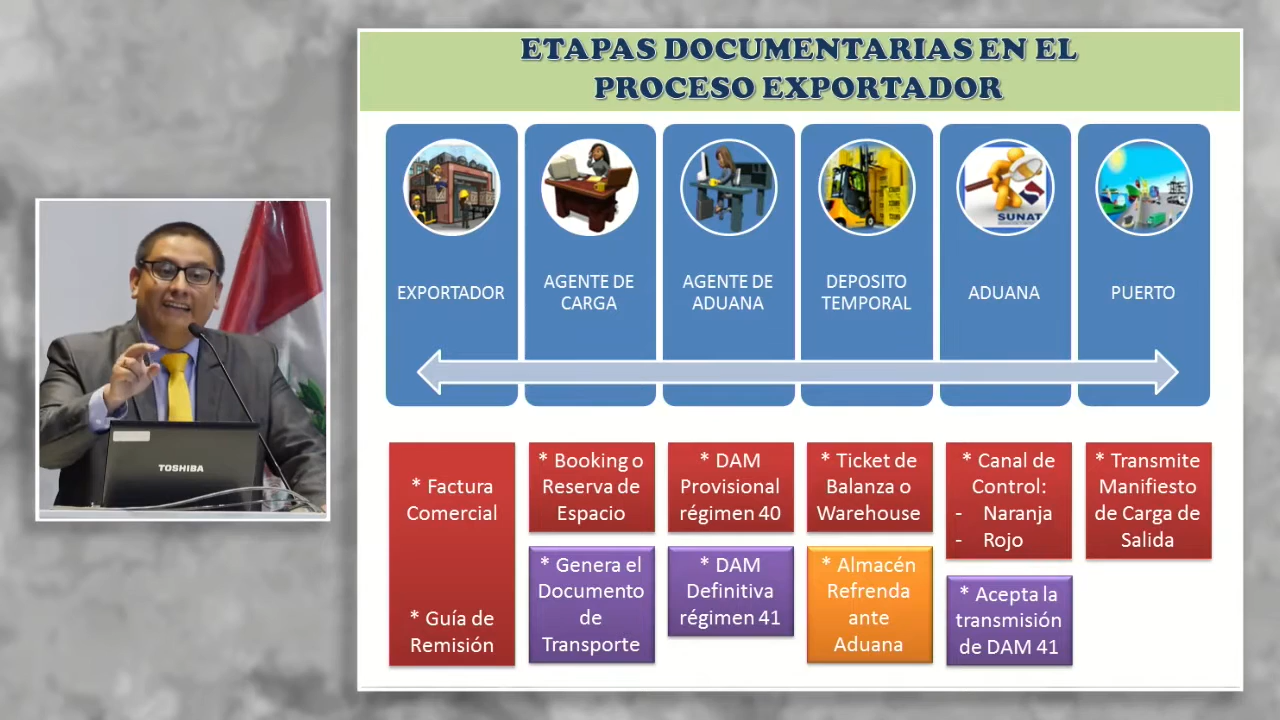 ETAPAS DOCUMENTARIAS EN EL
PROCESO EXPORTADOR
SUNAT
EXPORTADOR
AGENTE DE
CARGA
AGENTE DE
ADUANA
DEPOSITO
TEMPORAL
ADUANA
PUERTO
* Factura
Comercial
* Guía de
Remisión
* Booking o
Reserva de
Espacio
* Genera el
Documento
de
Transporte
* DAM
Provisional
régimen 40
* DAM
Definitiva
régimen 41
* Ticket de
Balanza o
Warehouse
* Almacén
Refrenda
ante
Aduana
* Canal de
Control:
- Naranja
- Rojo
* Acepta la
transmisión
de DAM 41
* Transmite
Manifiesto
de Carga de
Salida
TOSHIBA